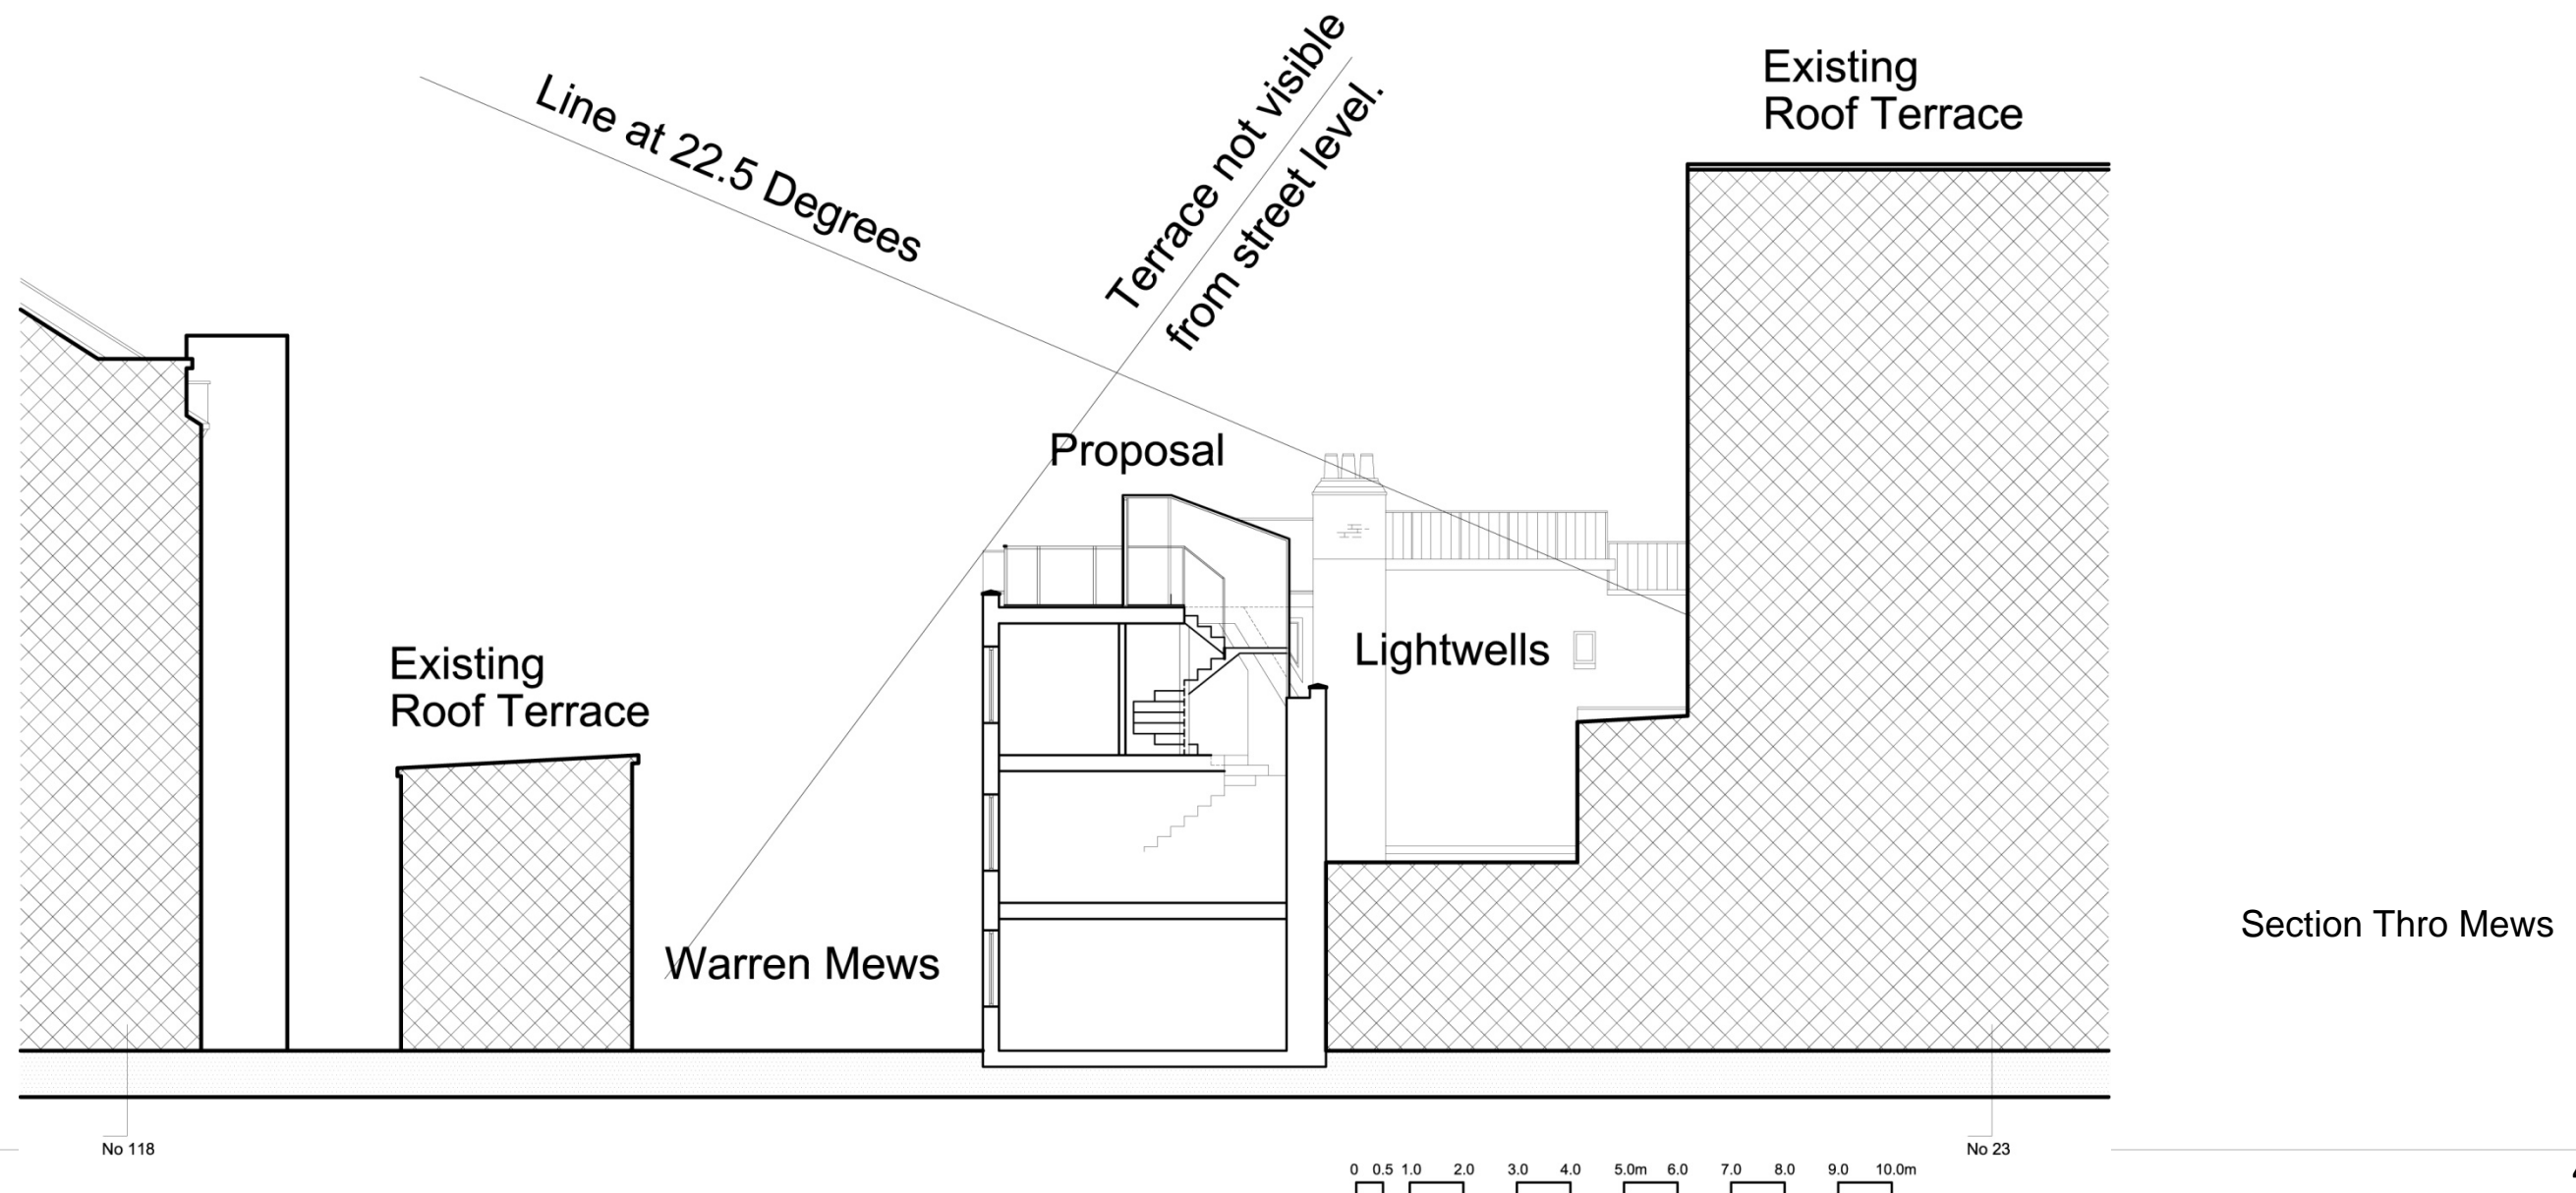 Line at 22.5 Degrees
Terrace not visible
from street level.
Existing
Roof Terrace
Proposal
Existing
Roof Terrace
Lightwells
Warren Mews
Section Thro Mews
No 118
No 23
0 0.5 1.0 2.0 3.0 4.0 5.0m 6.0 7.0 8.0 9.0 10.0m